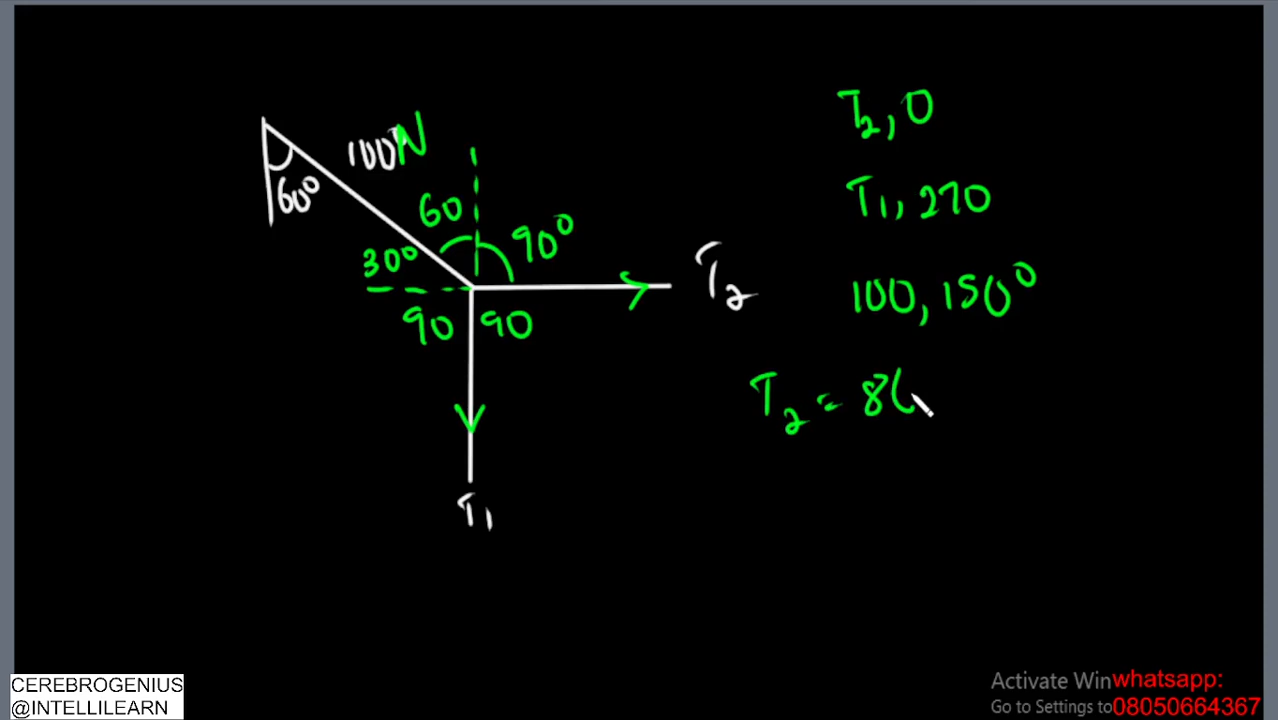 100N
60°
60
30°
90°
90 90
T2
T1
T2, 0
T1, 270
100, 150°
T2 = 8
CEREBROGENIUS
@INTELLILEARN
Activate Win
Go to Settings to
whatsapp:
08050664367